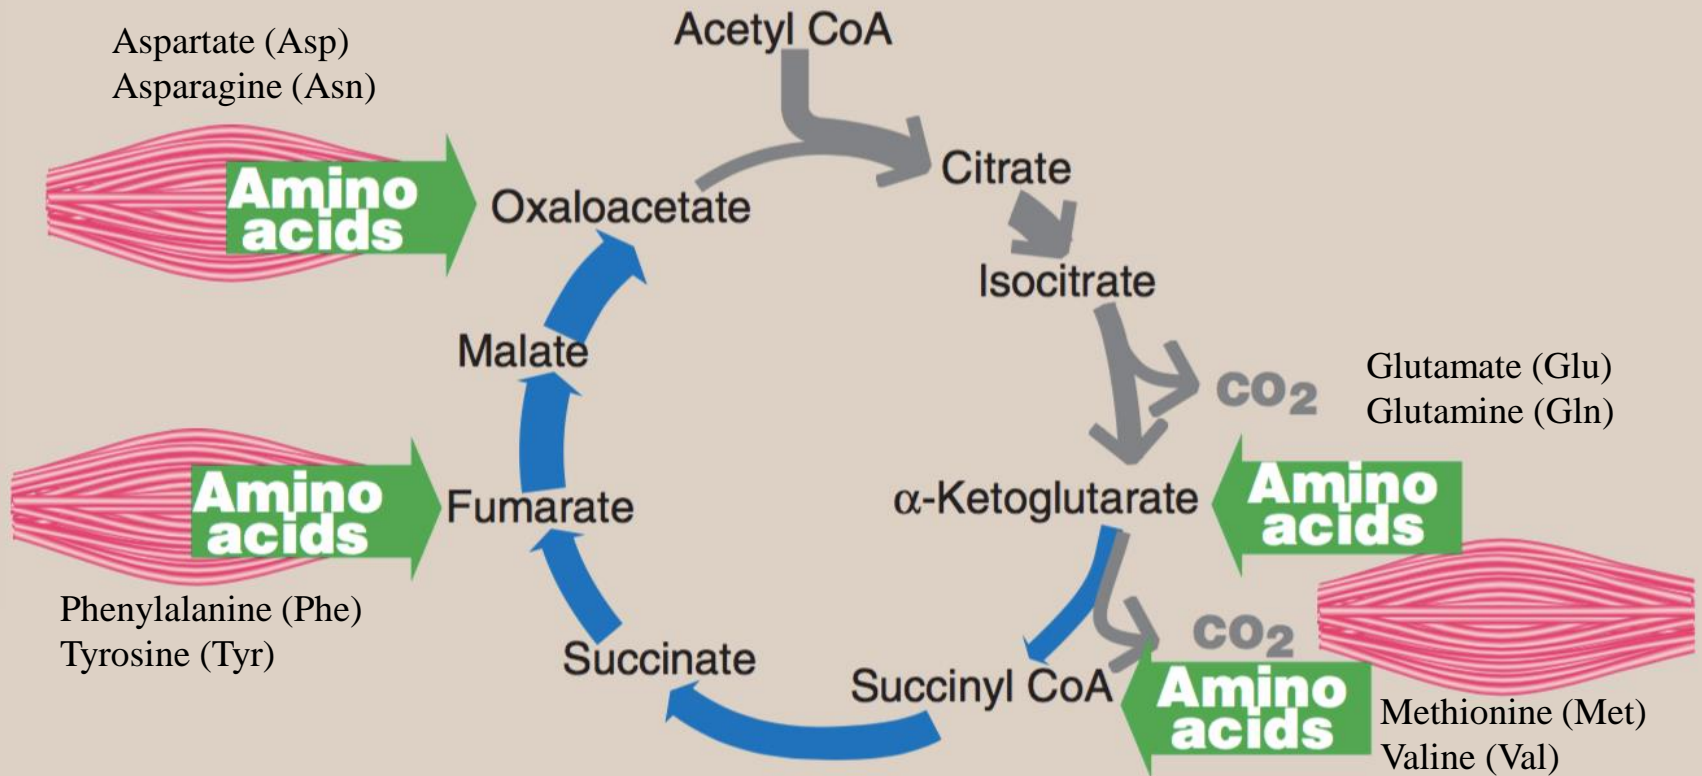 Aspartate (Asp)
Asparagine (Asn)
Acetyl CoA
Amino
acids
Oxaloacetate
Citrate
Isocitrate
Malate
CO2
Glutamate (Glu)
Glutamine (Gln)
Amino
acids
Fumarate
α-Ketoglutarate
Amino
acids
Phenylalanine (Phe)
Tyrosine (Tyr)
Succinate
CO2
Succinyl CoA
Amino
acids
Methionine (Met)
Valine (Val)